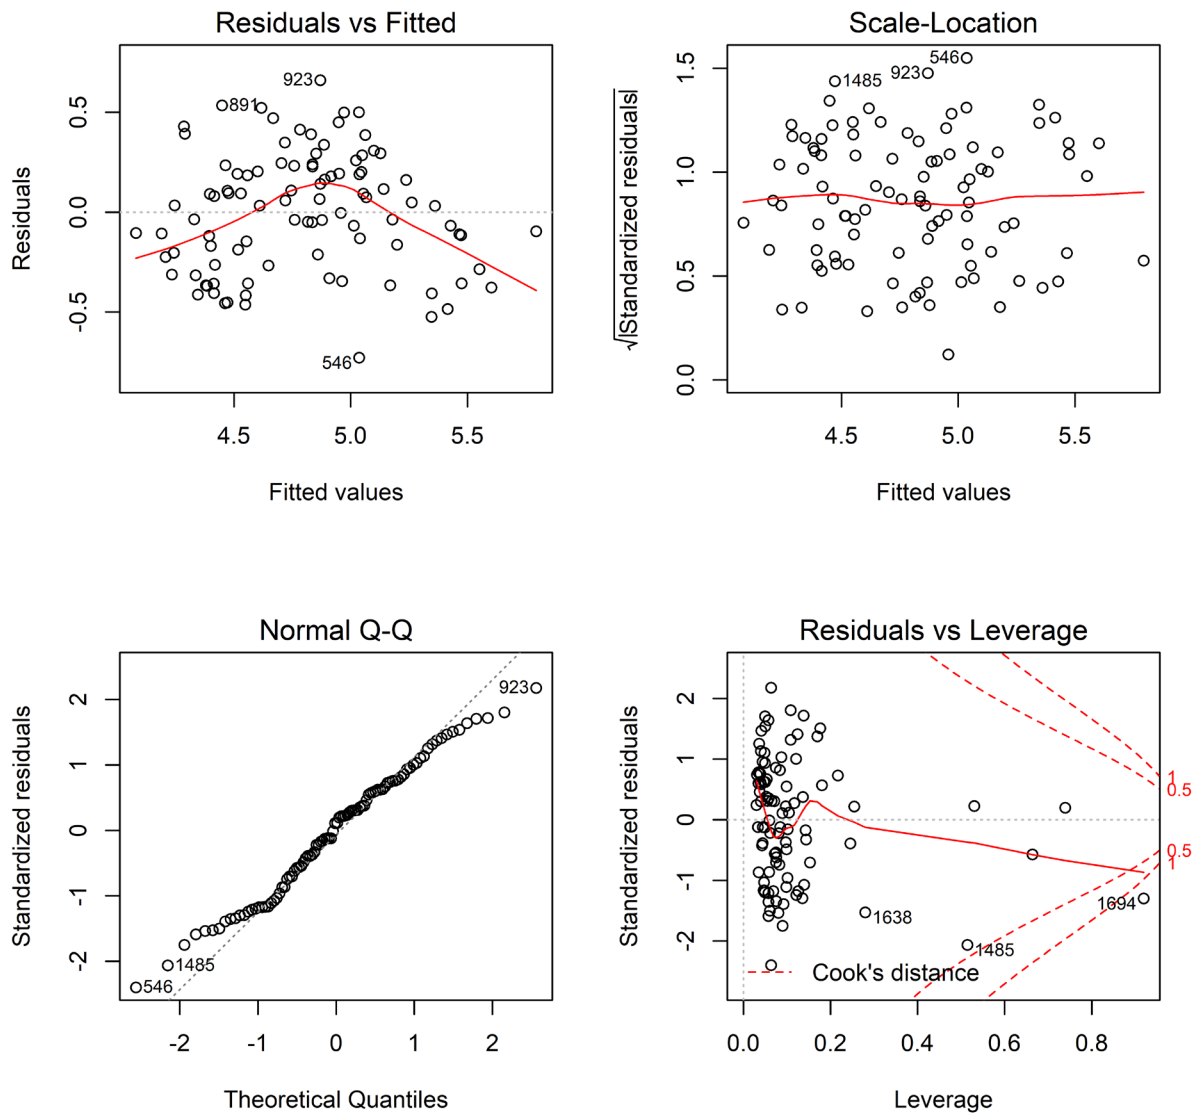 Residuals vs Fitted
Residuals
0.5
0.0
-0.5
923
891
546
4.5 5.0 5.5
Fitted values
Scale-Location
√|Standardized residuals|
1.5
1.0
0.5
0.0
546
923
1485
4.5 5.0 5.5
Fitted values
Normal Q-Q
Standardized residuals
2
1
0
-1
-2
923
1485
546
-2 -1 0 1 2
Theoretical Quantiles
Residuals vs Leverage
Standardized residuals
2
1
0
-1
-2
1
0.5
0.5
1
1694
1638
1485
Cook's distance
0.0 0.2 0.4 0.6 0.8
Leverage